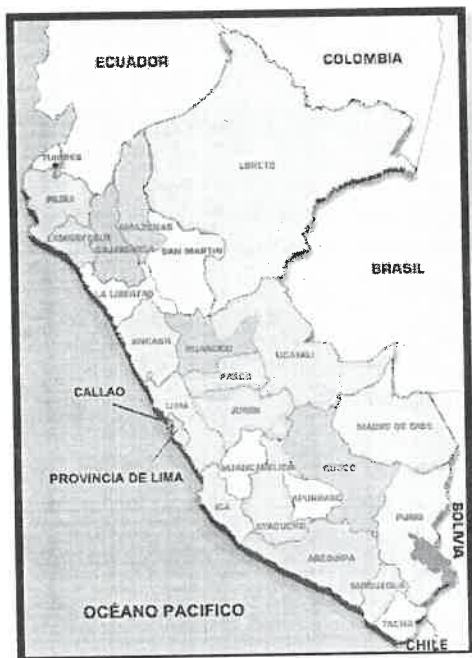 ECUADOR
COLOMBIA
TUMBES
LORETO
PIURA
AMAZONAS
LAMBAYEQUE
CAJAMARCA
SAN MARTIN
BRASIL
LA LIBERTAD
ANCASH
HUANUCO
UCAYALI
PASCO
CALLAO
LIMA
JUNIN
MADRE DE DIOS
PROVINCIA DE LIMA
HUANCAVELICA
CUSCO
ICA
APURIMAC
AYACUCHO
PUNO
BOLIVIA
AREQUIPA
MOQUEGUA
OCÉANO PACIFICO
TACNA
CHILE